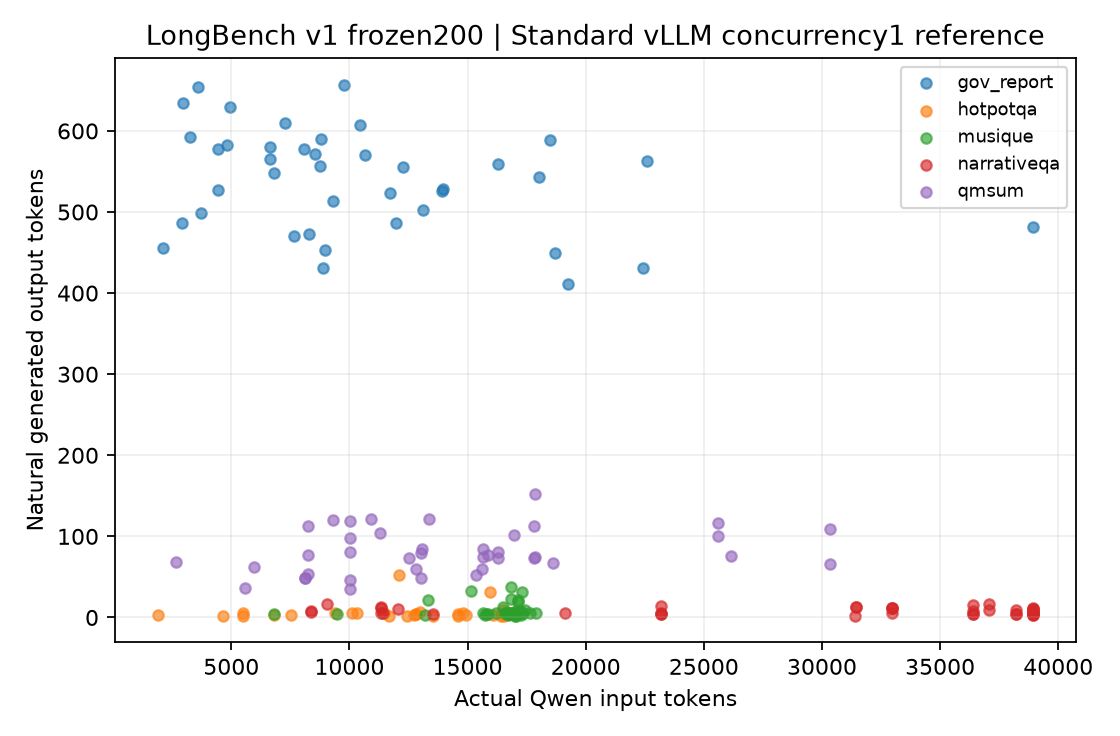 LongBench v1 frozen200 | Standard vLLM concurrency1 reference
gov_report
hotpotqa
musique
narrativeqa
qmsum
Natural generated output tokens
600
500
400
300
200
100
0
5000 10000 15000 20000 25000 30000 35000 40000
Actual Qwen input tokens